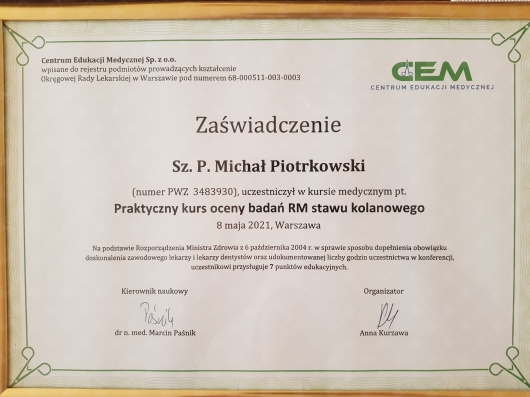 Centrum Edukacji Medycznej Sp. z o.o.
wpisane do rejestru podmiotów prowadzących kształcenie
Okręgowej Rady Lekarskiej w Warszawie pod numerem 68-000511-003-0003
CEM
CENTRUM EDUKACJI MEDYCZNEJ
Zaświadczenie
Sz. P. Michał Piotrkowski
(numer PWZ 3483930), uczestniczył w kursie medycznym pt.
Praktyczny kurs oceny badań RM stawu kolanowego
8 maja 2021, Warszawa
Na podstawie Rozporządzenia Ministra Zdrowia z 6 października 2004 r. w sprawie sposobu dopełnienia obowiązku
doskonalenia zawodowego lekarzy i lekarzy dentystów oraz udokumentowanej liczby godzin uczestnictwa w konferencji,
uczestnikowi przysługuje 7 punktów edukacyjnych.
Kierownik naukowy
Organizator
Paśnik
dr n. med. Marcin Paśnik
Anna Kurzawa